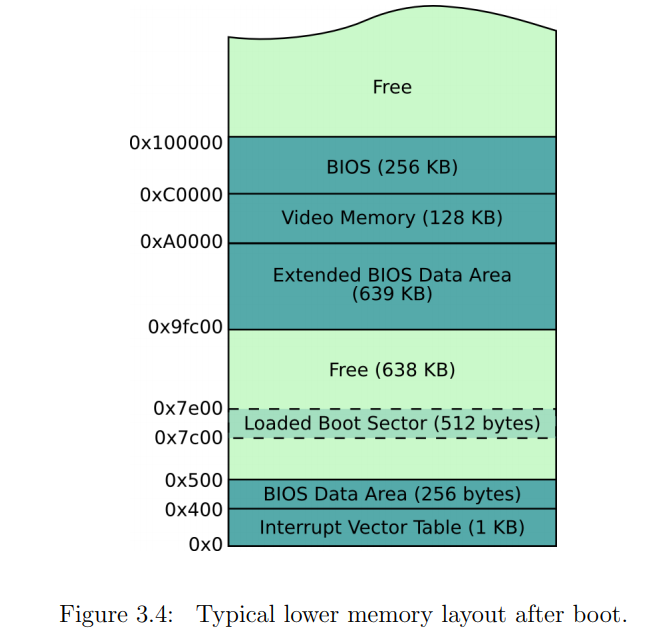 Free
0x100000
BIOS (256 KB)
0xC0000
Video Memory (128 KB)
0xA0000
Extended BIOS Data Area
(639 KB)
0x9fc00
Free (638 KB)
0x7e00
Loaded Boot Sector (512 bytes)
0x7c00
0x500
BIOS Data Area (256 bytes)
0x400
Interrupt Vector Table (1 KB)
0x0
Figure 3.4: Typical lower memory layout after boot.